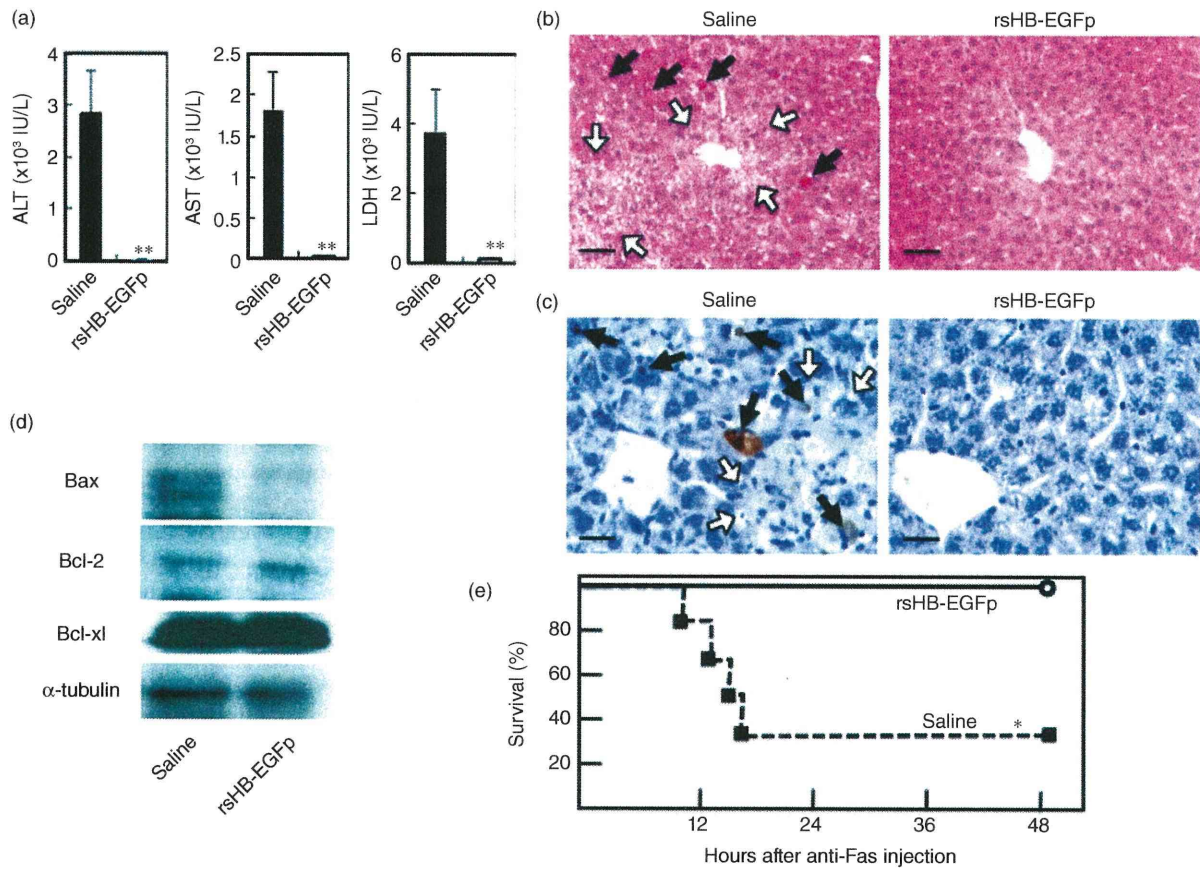 (a)
ALT (x10³ IU/L)
4
3
2
1
0
**
Saline
rsHB-EGFp
AST (x10³ IU/L)
2.5
2
1.5
1
0.5
0
**
Saline
rsHB-EGFp
LDH (x10³ IU/L)
6
4
2
0
**
Saline
rsHB-EGFp
(b)
Saline
rsHB-EGFp
(c)
Saline
rsHB-EGFp
(d)
Bax
Bcl-2
Bcl-xl
α-tubulin
Saline
rsHB-EGFp
(e)
Survival (%)
80
60
40
20
rsHB-EGFp
Saline
*
12
24
36
48
Hours after anti-Fas injection